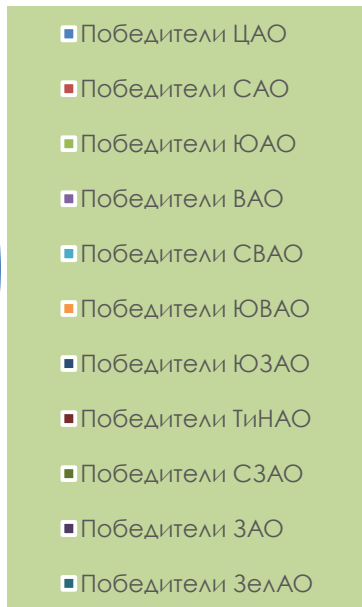 Победители ЦАО
Победители САО
Победители ЮАО
Победители ВАО
Победители СВАО
Победители ЮВАО
Победители ЮЗАО
Победители ТиНАО
Победители СЗАО
Победители ЗАО
Победители ЗелАО